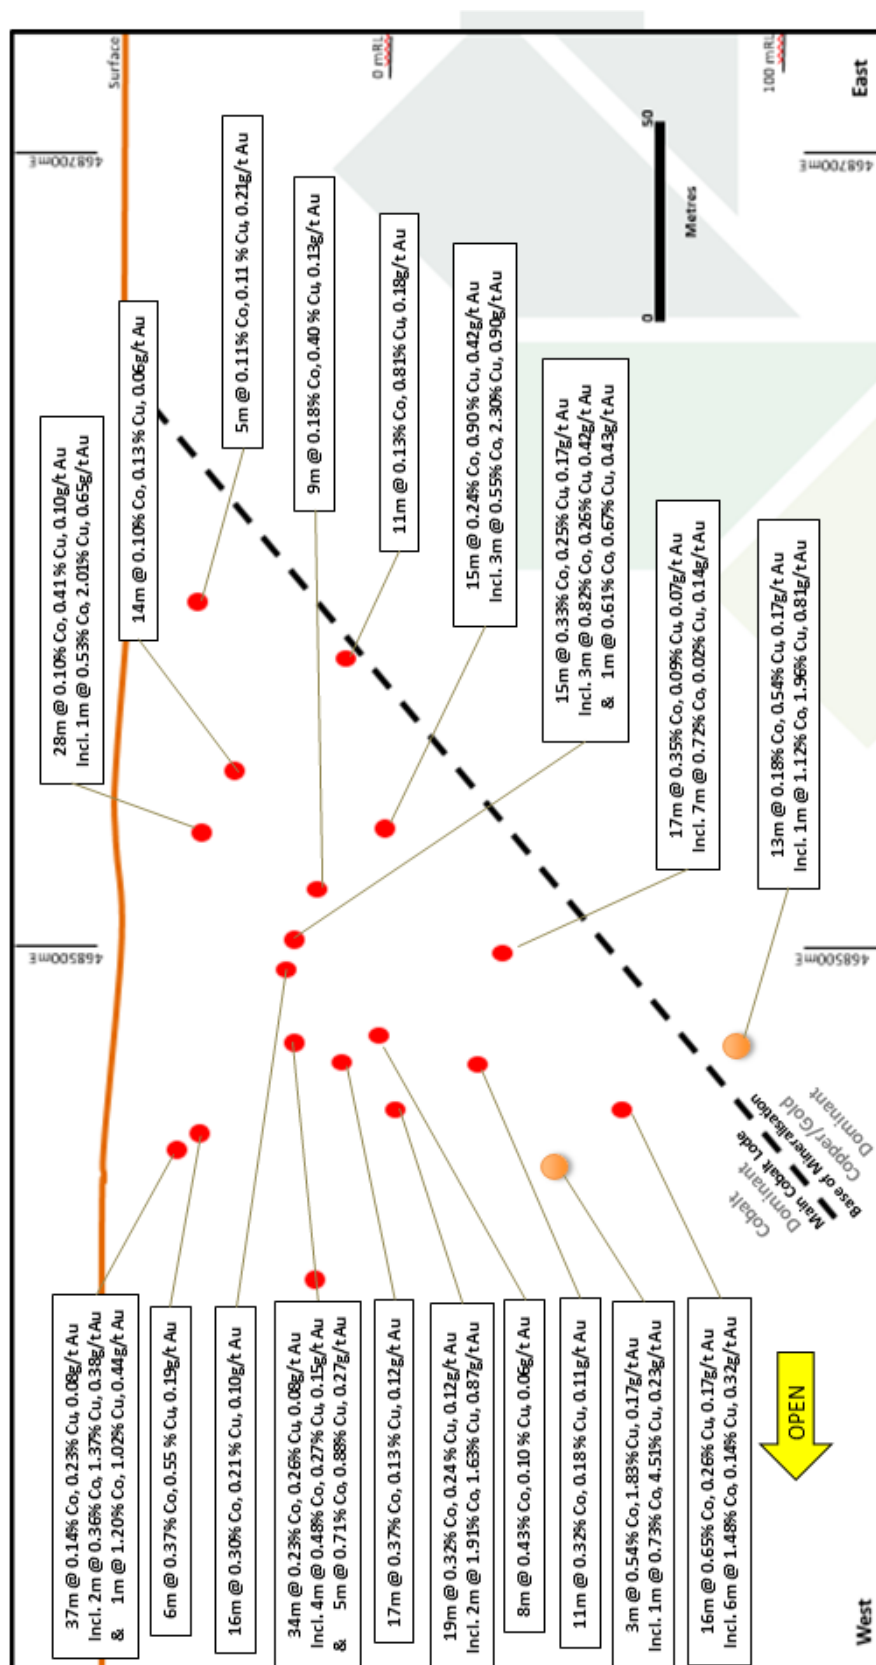 Surface
0 mRL
100 mRL
East
468700mE
468700mE
50
Metres
0
5m @ 0.11% Co, 0.11 % Cu, 0.21g/t Au
9m @ 0.18% Co, 0.40 % Cu, 0.13g/t Au
11m @ 0.13% Co, 0.81% Cu, 0.18g/t Au
15m @ 0.24% Co, 0.90% Cu, 0.42g/t Au
Incl. 3m @ 0.55% Co, 2.30% Cu, 0.90g/t Au
14m @ 0.10% Co, 0.13% Cu, 0.06g/t Au
28m @ 0.10% Co, 0.41% Cu, 0.10g/t Au
Incl. 1m @ 0.53% Co, 2.01% Cu, 0.65g/t Au
15m @ 0.33% Co, 0.25% Cu, 0.17g/t Au
Incl. 3m @ 0.82% Co, 0.26% Cu, 0.42g/t Au
& 1m @ 0.61% Co, 0.67% Cu, 0.43g/t Au
17m @ 0.35% Co, 0.09% Cu, 0.07g/t Au
Incl. 7m @ 0.72% Co, 0.02% Cu, 0.14g/t Au
13m @ 0.18% Co, 0.54% Cu, 0.17g/t Au
Incl. 1m @ 1.12% Co, 1.96% Cu, 0.81g/t Au
468500mE
468500mE
Cobalt
Dominant
Main Cobalt Lode
Base of Mineralisation
Copper/Gold
Dominant
37m @ 0.14% Co, 0.23% Cu, 0.08g/t Au
Incl. 2m @ 0.36% Co, 1.37% Cu, 0.38g/t Au
& 1m @ 1.20% Co, 1.02% Cu, 0.44g/t Au
6m @ 0.37% Co, 0.55 % Cu, 0.19g/t Au
16m @ 0.30% Co, 0.21 % Cu, 0.10g/t Au
34m @ 0.23% Co, 0.26% Cu, 0.08g/t Au
Incl. 4m @ 0.48% Co, 0.27% Cu, 0.15g/t Au
& 5m @ 0.71% Co, 0.88% Cu, 0.27g/t Au
17m @ 0.37% Co, 0.13 % Cu, 0.12g/t Au
19m @ 0.32% Co, 0.24 % Cu, 0.12g/t Au
Incl. 2m @ 1.91% Co, 1.63% Cu, 0.87g/t Au
8m @ 0.43% Co, 0.10 % Cu, 0.06g/t Au
11m @ 0.32% Co, 0.18 % Cu, 0.11g/t Au
3m @ 0.54% Co, 1.83% Cu, 0.17g/t Au
Incl. 1m @ 0.73% Co, 4.51% Cu, 0.23g/t Au
16m @ 0.65% Co, 0.26% Cu, 0.17g/t Au
Incl. 6m @ 1.48% Co, 0.14% Cu, 0.32g/t Au
OPEN
West